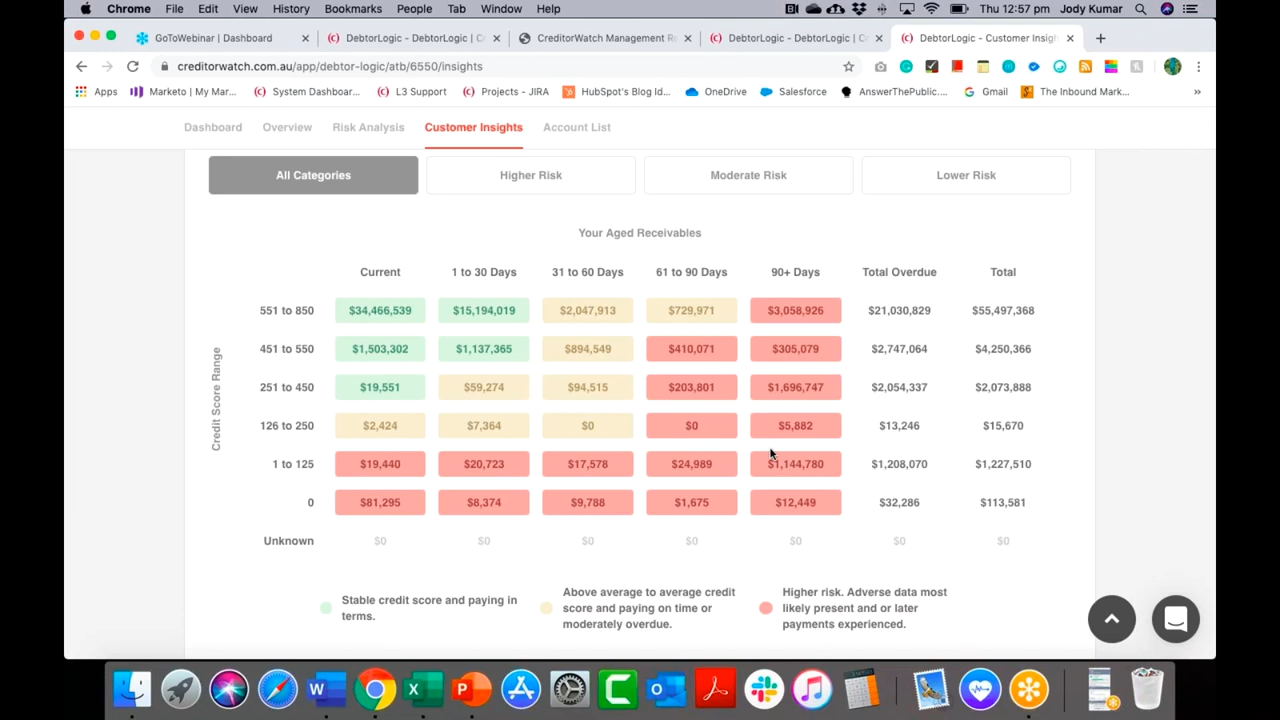 Chrome File Edit View History Bookmarks People Tab Window Help Thu 12:57 pm Jody Kumar
GoToWebinar | Dashboard DebtorLogic - DebtorLogic | C CreditorWatch Management R DebtorLogic - DebtorLogic | C DebtorLogic - Customer Insigh
creditorwatch.com.au/app/debtor-logic/atb/6550/insights
Apps Marketo | My Mar... System Dashboar... L3 Support Projects - JIRA HubSpot's Blog Id... OneDrive Salesforce AnswerThePublic.... Gmail The Inbound Mark... »
Dashboard Overview Risk Analysis Customer Insights Account List
All Categories Higher Risk Moderate Risk Lower Risk
Your Aged Receivables
Current 1 to 30 Days 31 to 60 Days 61 to 90 Days 90+ Days Total Overdue Total
Credit Score Range
551 to 850 $34,466,539 $15,194,019 $2,047,913 $729,971 $3,058,926 $21,030,829 $55,497,368
451 to 550 $1,503,302 $1,137,365 $894,549 $410,071 $305,079 $2,747,064 $4,250,366
251 to 450 $19,551 $59,274 $94,515 $203,801 $1,696,747 $2,054,337 $2,073,888
126 to 250 $2,424 $7,364 $0 $0 $5,882 $13,246 $15,670
1 to 125 $19,440 $20,723 $17,578 $24,989 $1,144,780 $1,208,070 $1,227,510
0 $81,295 $8,374 $9,788 $1,675 $12,449 $32,286 $113,581
Unknown $0 $0 $0 $0 $0 $0 $0
Stable credit score and paying in
terms.
Above average to average credit
score and paying on time or
moderately overdue.
Higher risk. Adverse data most
likely present and or later
payments experienced.